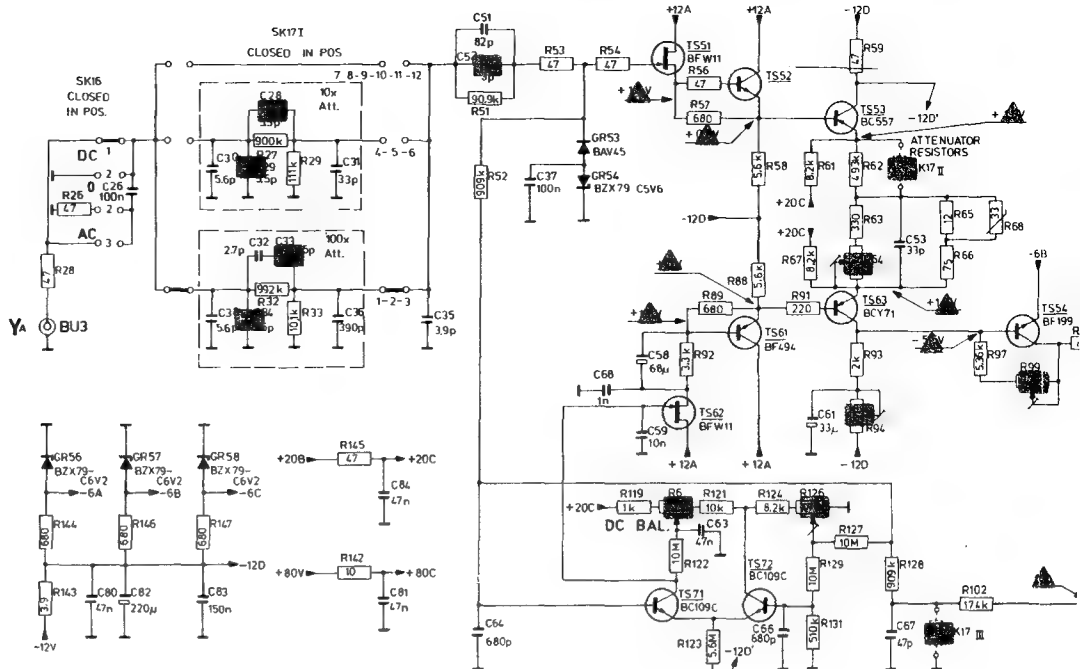 SK17I
CLOSED IN POS
7 8-9-10-11-12
SK16
CLOSED
IN POS.
DC 1
0 2
2
AC 3
C26
100n
R26
47
R28
47
YA
BU3
10x
Att.
C28
900k
R27
C30
5.6p
R29
111k
C31
33p
4-5-6
100x
Att.
2.7p
C32
C33
992k
R32
5.6p
R33
10.1k
C36
390p
1-2-3
C35
3,9p
C51
82p
C52
90.9k
R51
R53
47
R54
47
R52
909k
GR53
BAV45
GR54
BZX79 C5V6
C37
100n
+12A
TS51
BFW11
R56
47
R57
680
+12A
TS52
R58
5.6k
-12D
R88
5.6k
-12D
R59
47
TS53
BC557
-12D'
ATTENUATOR
RESISTORS
R61
8.2k
R62
K17 II
+20C
R63
330
+20C
R67
8.2k
C53
33p
12
R65
33
R68
75
R66
R89
680
R91
220
TS63
BCY71
TS61
BF494
C58
68µ
R92
3.3k
C68
1n
C59
10n
TS62
BFW11
+12A
+12A
R93
2k
C61
33µ
R94
-12D
-6B
TS54
BF199
R97
5.36k
R99
GR56
BZX79-
C6V2
-6A
GR57
BZX79-
C6V2
-6B
GR58
BZX79-
C6V2
-6C
R144
680
R146
680
R147
680
-12D
R143
3.9
C80
47n
C82
220µ
C83
150n
-12V
+20B
R145
47
+20C
C84
47n
+80V
R142
10
+80C
C81
47n
+20C
R119
1k
R6
R121
10k
R124
8.2k
R126
DC BAL.
C63
47n
10M
R122
R127
10M
R129
10M
R128
909k
TS71
BC109C
TS72
BC109C
C64
680p
R123
5.6M
-12D'
C66
680p
R131
510k
C67
47p
R102
174k
K17 III